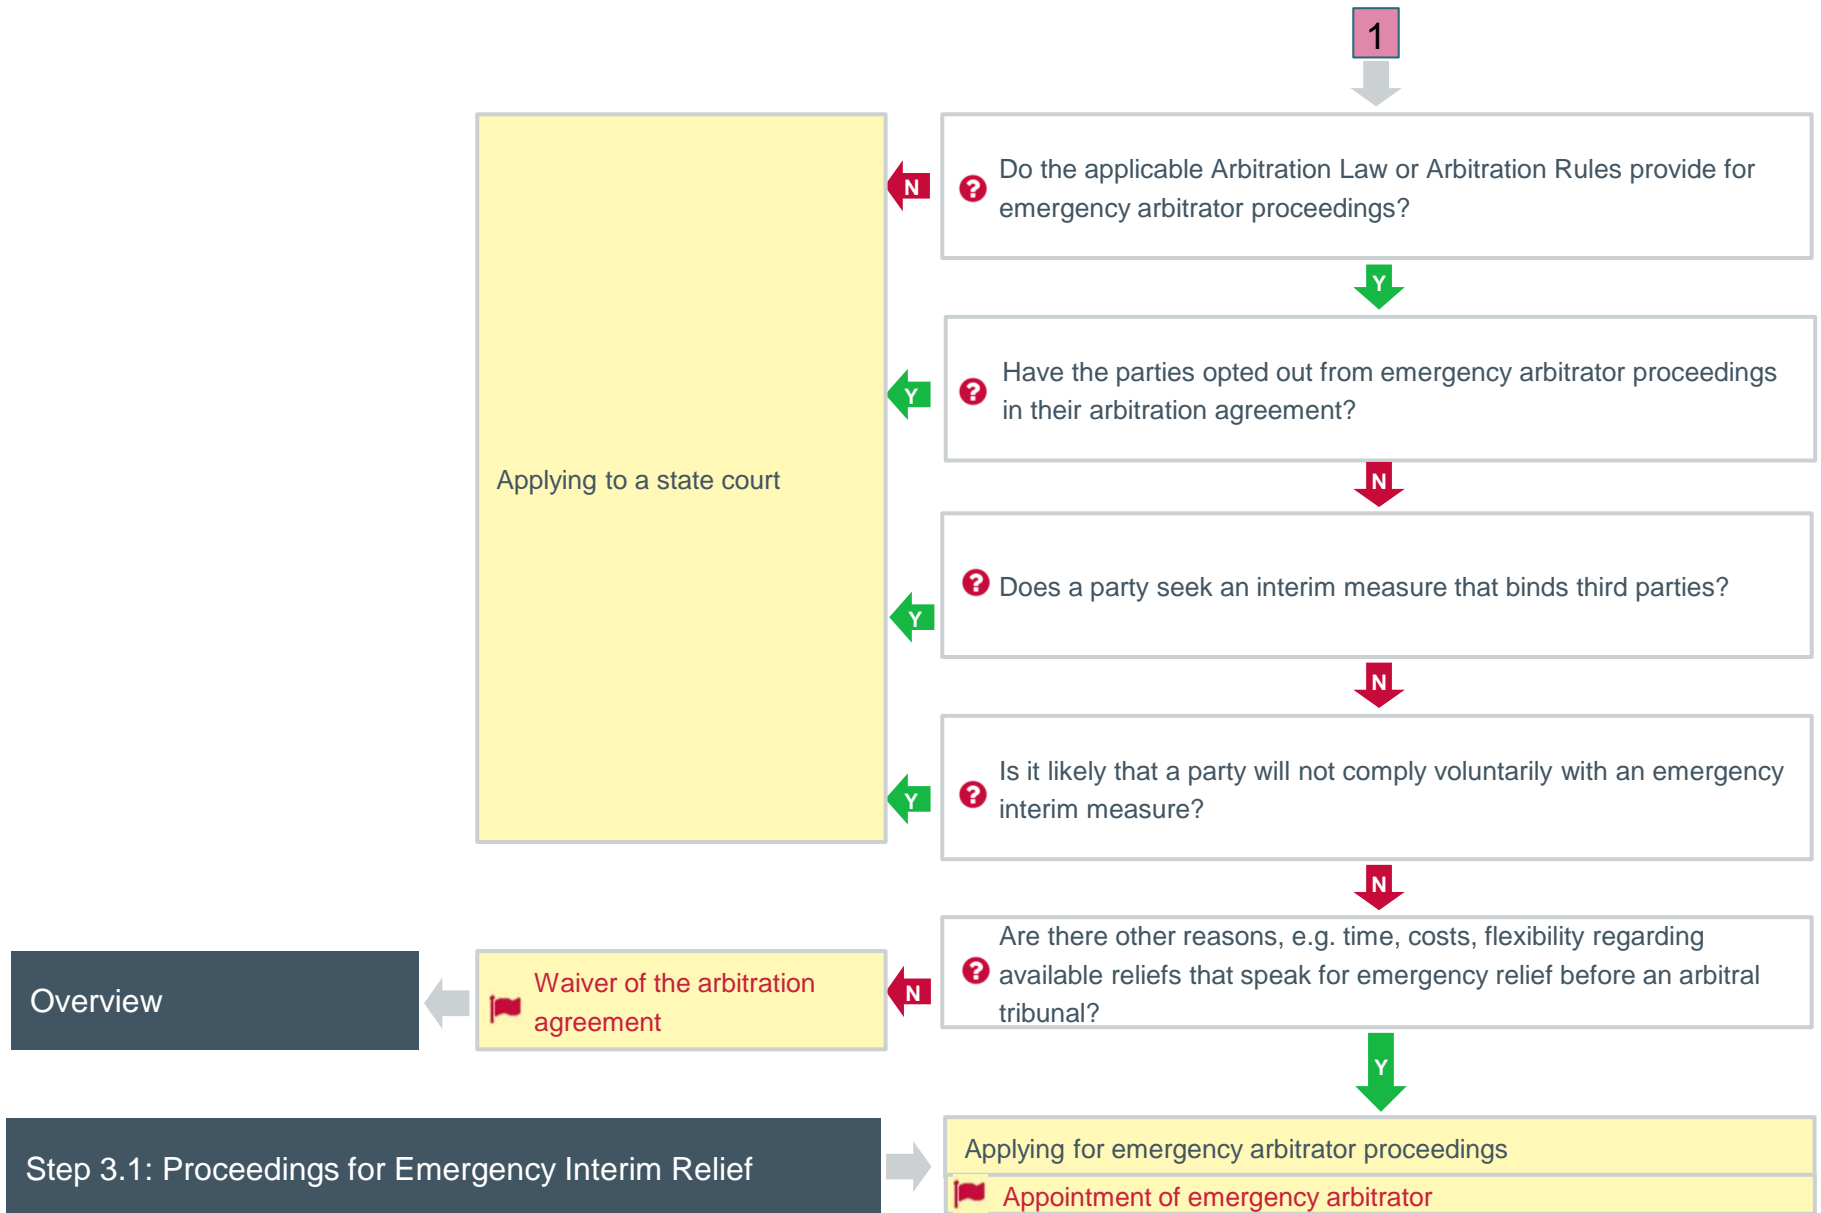 1
Do the applicable Arbitration Law or Arbitration Rules provide for
emergency arbitrator proceedings?
N
Y
Have the parties opted out from emergency arbitrator proceedings
in their arbitration agreement?
Y
N
Applying to a state court
Does a party seek an interim measure that binds third parties?
Y
N
Is it likely that a party will not comply voluntarily with an emergency
interim measure?
Y
N
Are there other reasons, e.g. time, costs, flexibility regarding
available reliefs that speak for emergency relief before an arbitral
tribunal?
N
Waiver of the arbitration
agreement
Overview
Y
Step 3.1: Proceedings for Emergency Interim Relief
Applying for emergency arbitrator proceedings
Appointment of emergency arbitrator